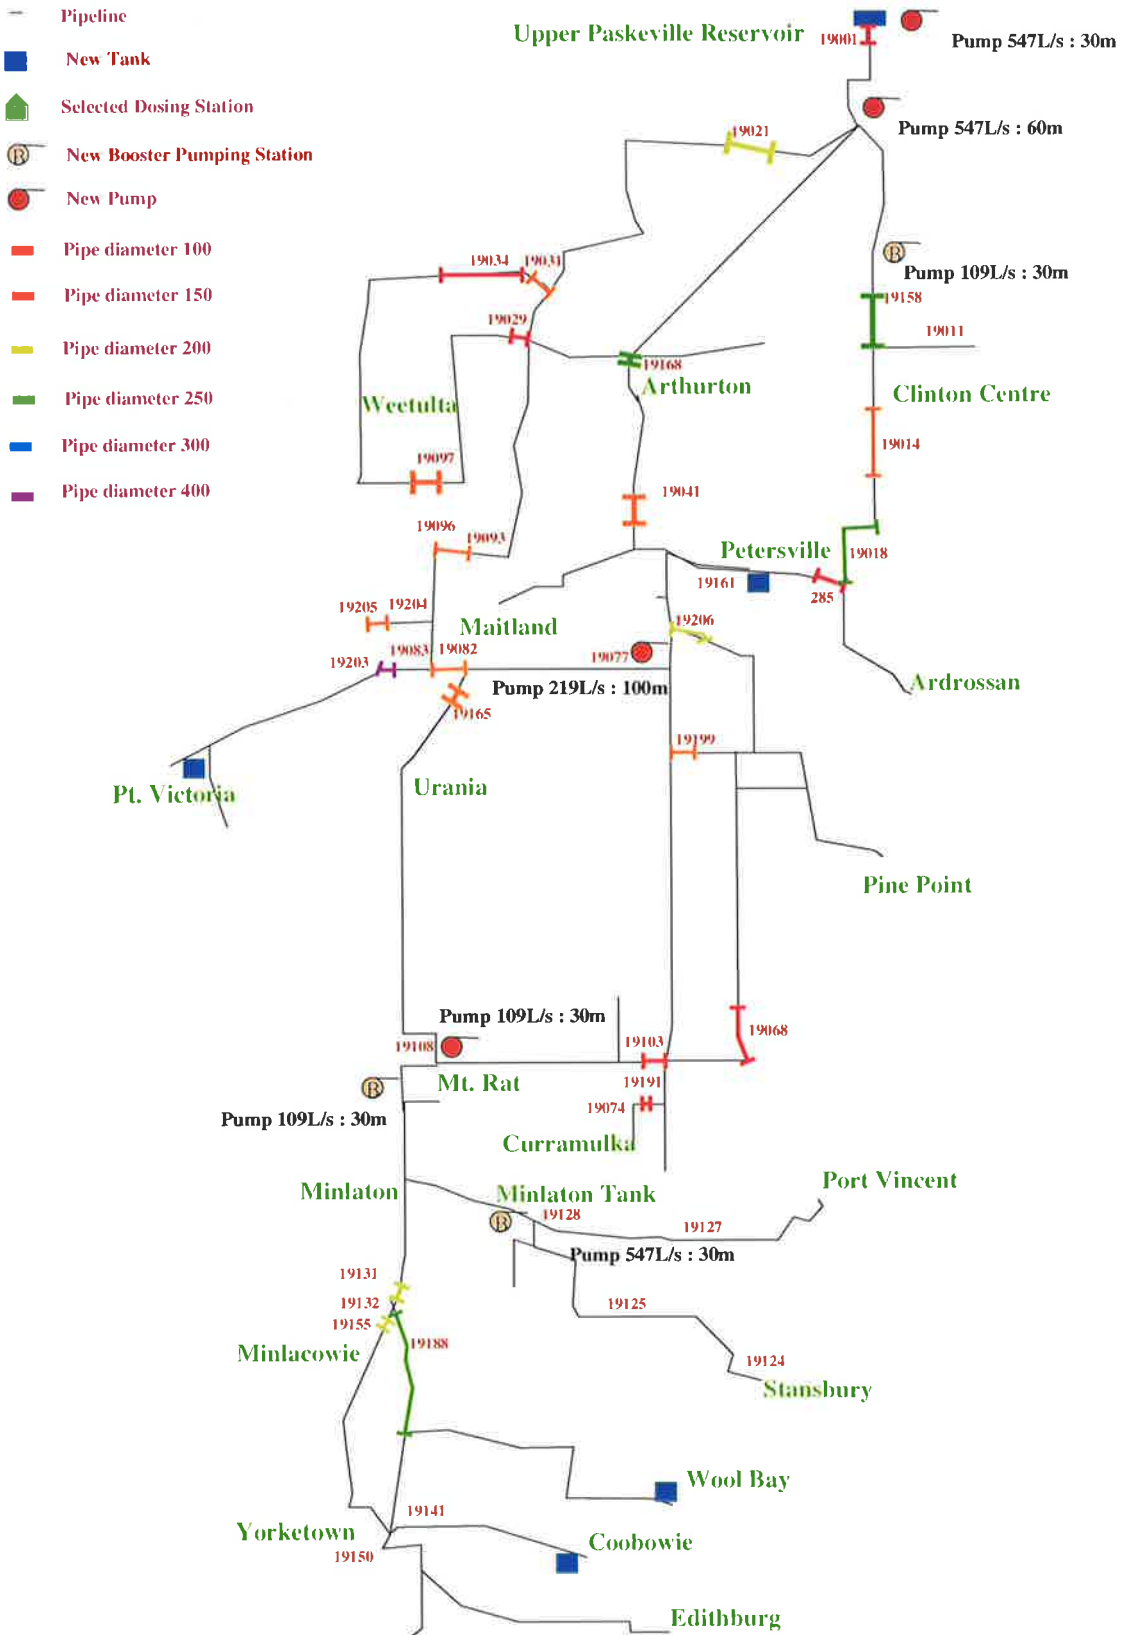 Pipeline
New Tank
Selected Dosing Station
B
New Booster Pumping Station
New Pump
Pipe diameter 100
Pipe diameter 150
Pipe diameter 200
Pipe diameter 250
Pipe diameter 300
Pipe diameter 400
Upper Paskeville Reservoir
19001
Pump 547L/s : 30m
Pump 547L/s : 60m
19021
B
Pump 109L/s : 30m
19034
19031
19158
19029
19011
19168
Arthurton
Clinton Centre
Weetulta
19014
19097
19041
19096
19093
Petersville
19018
19161
285
19205
19204
Maitland
19206
19203
19083
19082
19077
Pump 219L/s : 100m
Ardrossan
19165
19199
Urania
Pt. Victoria
Pine Point
Pump 109L/s : 30m
19108
19103
19068
Mt. Rat
19191
B
19074
Pump 109L/s : 30m
Curramulka
Minlaton
Minlaton Tank
Port Vincent
B
19128
19127
Pump 547L/s : 30m
19131
19132
19125
19155
Minlacowie
19188
19124
Stansbury
Wool Bay
19141
Yorketown
Coobowie
19150
Edithburg